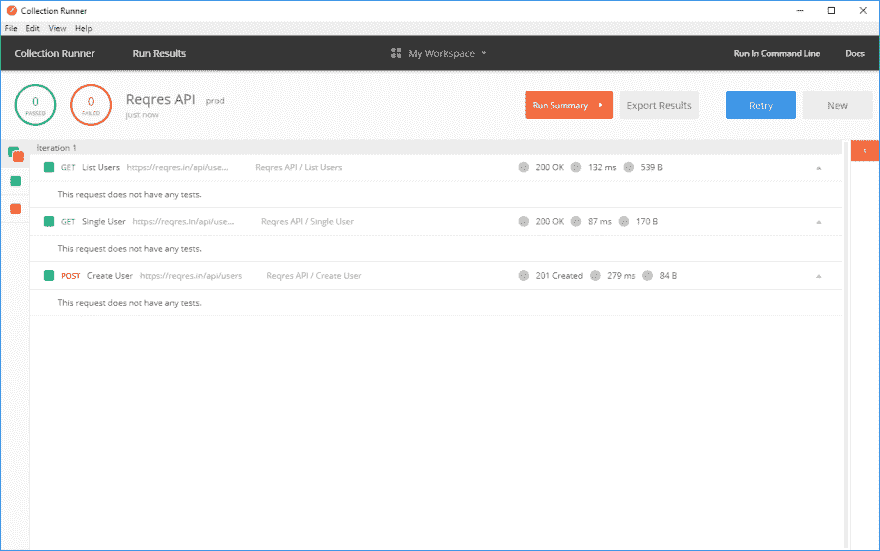 Collection Runner
File Edit View Help
Collection Runner Run Results My Workspace Run In Command Line Docs
0 PASSED 0 FAILED Reqres API prod just now Run Summary Export Results Retry New
Iteration 1
GET List Users https://reqres.in/api/use... Reqres API / List Users 200 OK 132 ms 539 B
This request does not have any tests.
GET Single User https://reqres.in/api/use... Reqres API / Single User 200 OK 87 ms 170 B
This request does not have any tests.
POST Create User https://reqres.in/api/users Reqres API / Create User 201 Created 279 ms 84 B
This request does not have any tests.